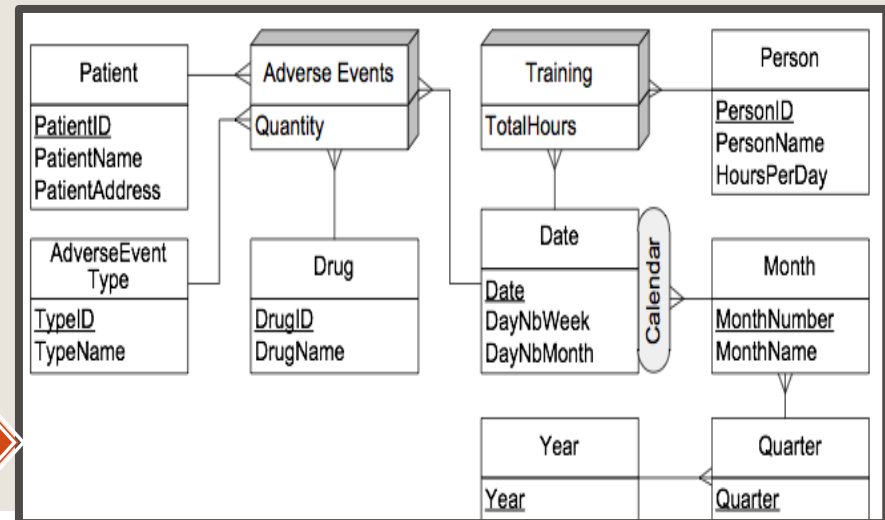 Patient
PatientID
PatientName
PatientAddress
Adverse Events
Quantity
Training
TotalHours
Person
PersonID
PersonName
HoursPerDay
AdverseEvent
Type
TypeID
TypeName
Drug
DrugID
DrugName
Date
Date
DayNbWeek
DayNbMonth
Calendar
Month
MonthNumber
MonthName
Year
Year
Quarter
Quarter